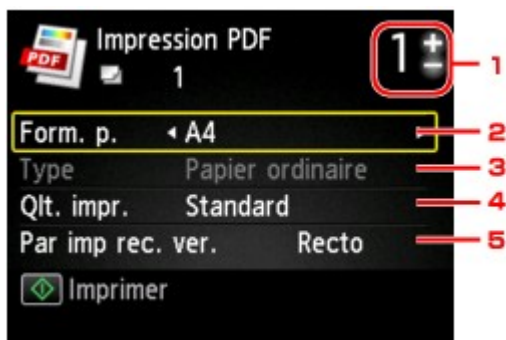 PDF
Impression PDF
1
1 + −
1
Form. p. A4
2
Type Papier ordinaire
3
Qlt. impr. Standard
4
Par imp rec. ver. Recto
5
Imprimer